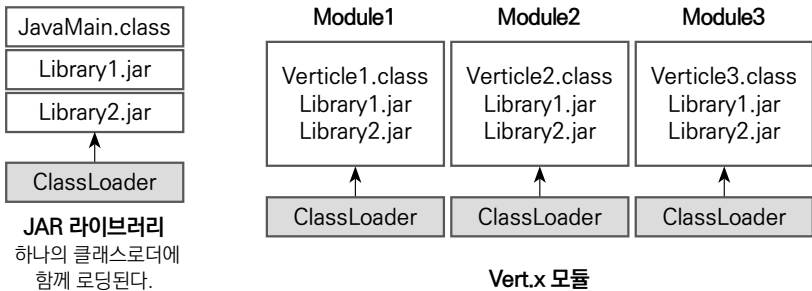 JavaMain.class
Library1.jar
Library2.jar
ClassLoader
JAR 라이브러리
하나의 클래스로더에
함께 로딩된다.
Module1
Verticle1.class
Library1.jar
Library2.jar
ClassLoader
Module2
Verticle2.class
Library1.jar
Library2.jar
ClassLoader
Module3
Verticle3.class
Library1.jar
Library2.jar
ClassLoader
Vert.x 모듈